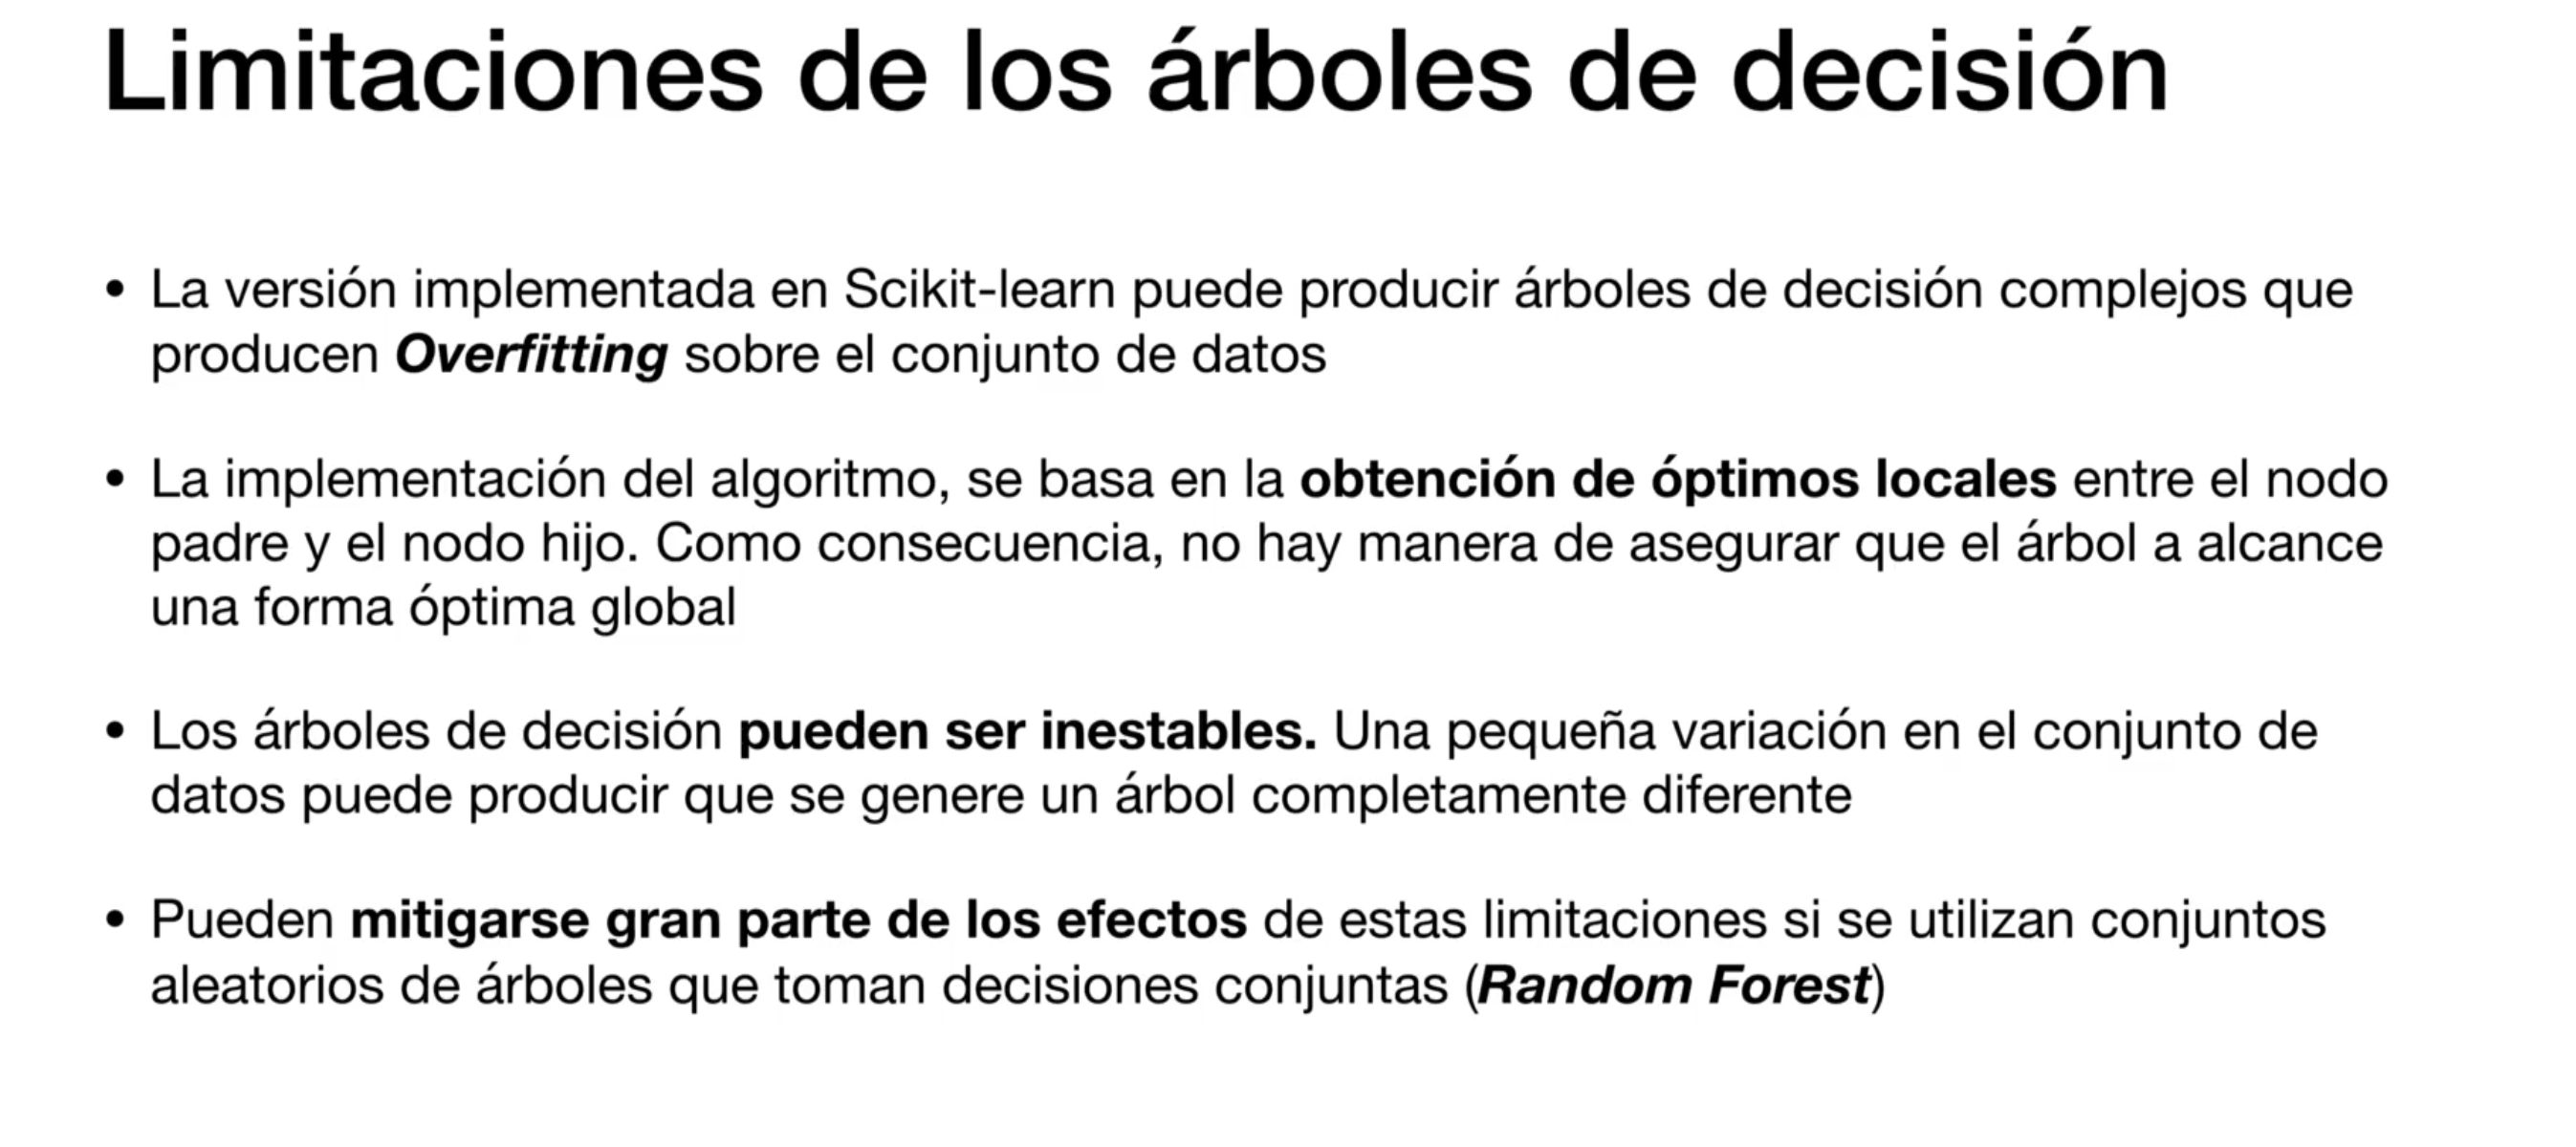 Limitaciones de los árboles de decisión
• La versión implementada en Scikit-learn puede producir árboles de decisión complejos que
producen Overfitting sobre el conjunto de datos
• La implementación del algoritmo, se basa en la obtención de óptimos locales entre el nodo
padre y el nodo hijo. Como consecuencia, no hay manera de asegurar que el árbol a alcance
una forma óptima global
• Los árboles de decisión pueden ser inestables. Una pequeña variación en el conjunto de
datos puede producir que se genere un árbol completamente diferente
• Pueden mitigarse gran parte de los efectos de estas limitaciones si se utilizan conjuntos
aleatorios de árboles que toman decisiones conjuntas (Random Forest)